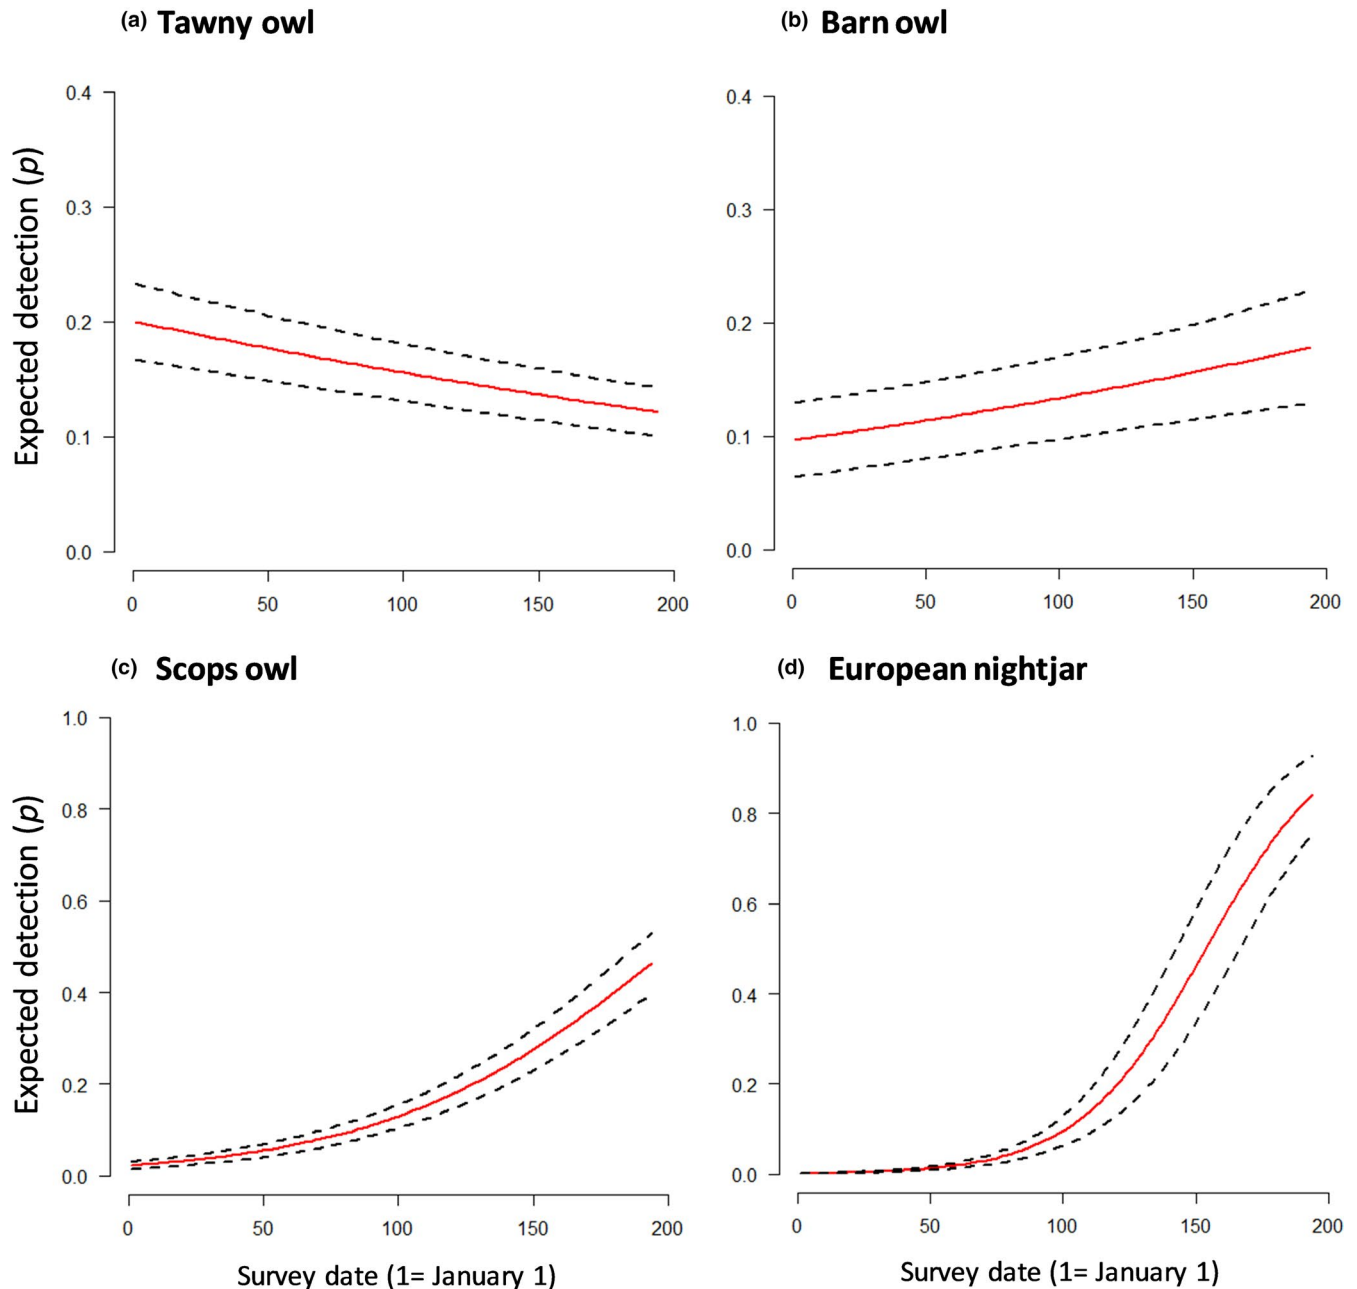 (a) Tawny owl
(b) Barn owl
Expected detection (p)
0.4
0.3
0.2
0.1
0.0
0 50 100 150 200
0.4
0.3
0.2
0.1
0.0
0 50 100 150 200
(c) Scops owl
(d) European nightjar
Expected detection (p)
1.0
0.8
0.6
0.4
0.2
0.0
0 50 100 150 200
Survey date (1= January 1)
1.0
0.8
0.6
0.4
0.2
0.0
0 50 100 150 200
Survey date (1= January 1)